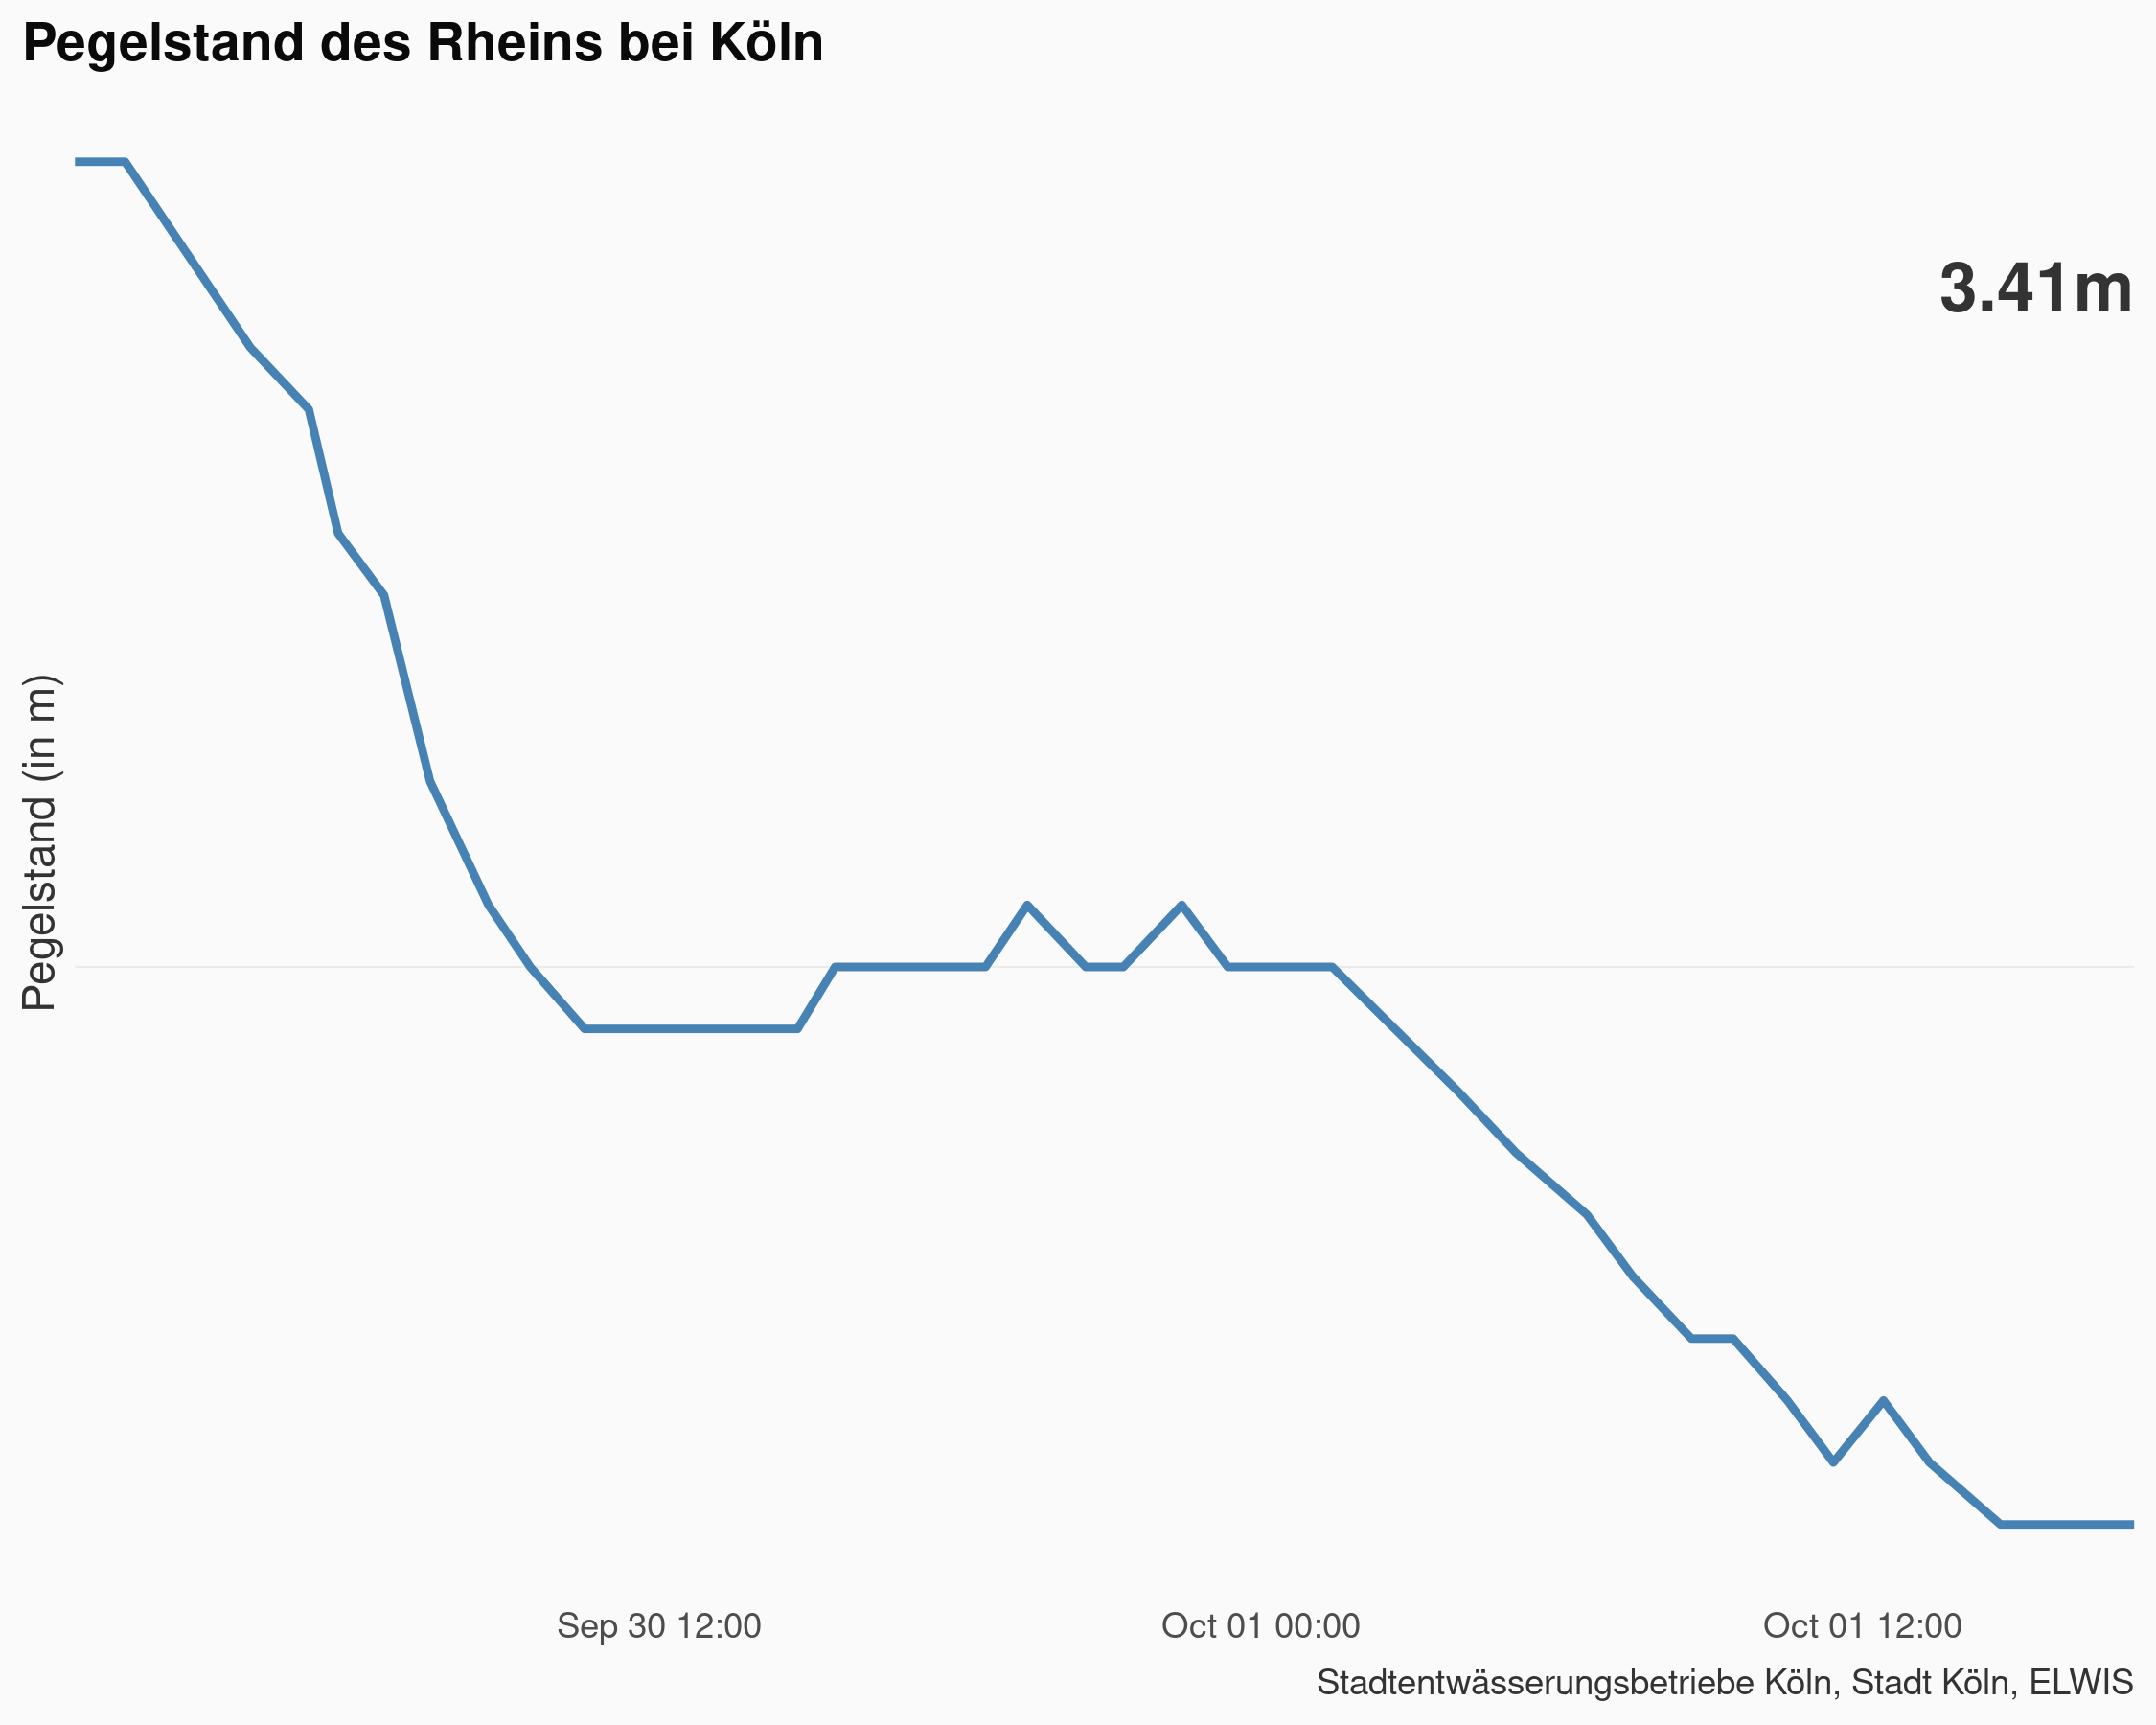 Pegelstand des Rheins bei Köln
3.41m
Pegelstand (in m)
Sep 30 12:00
Oct 01 00:00
Oct 01 12:00
Stadtentwässerungsbetriebe Köln, Stadt Köln, ELWIS